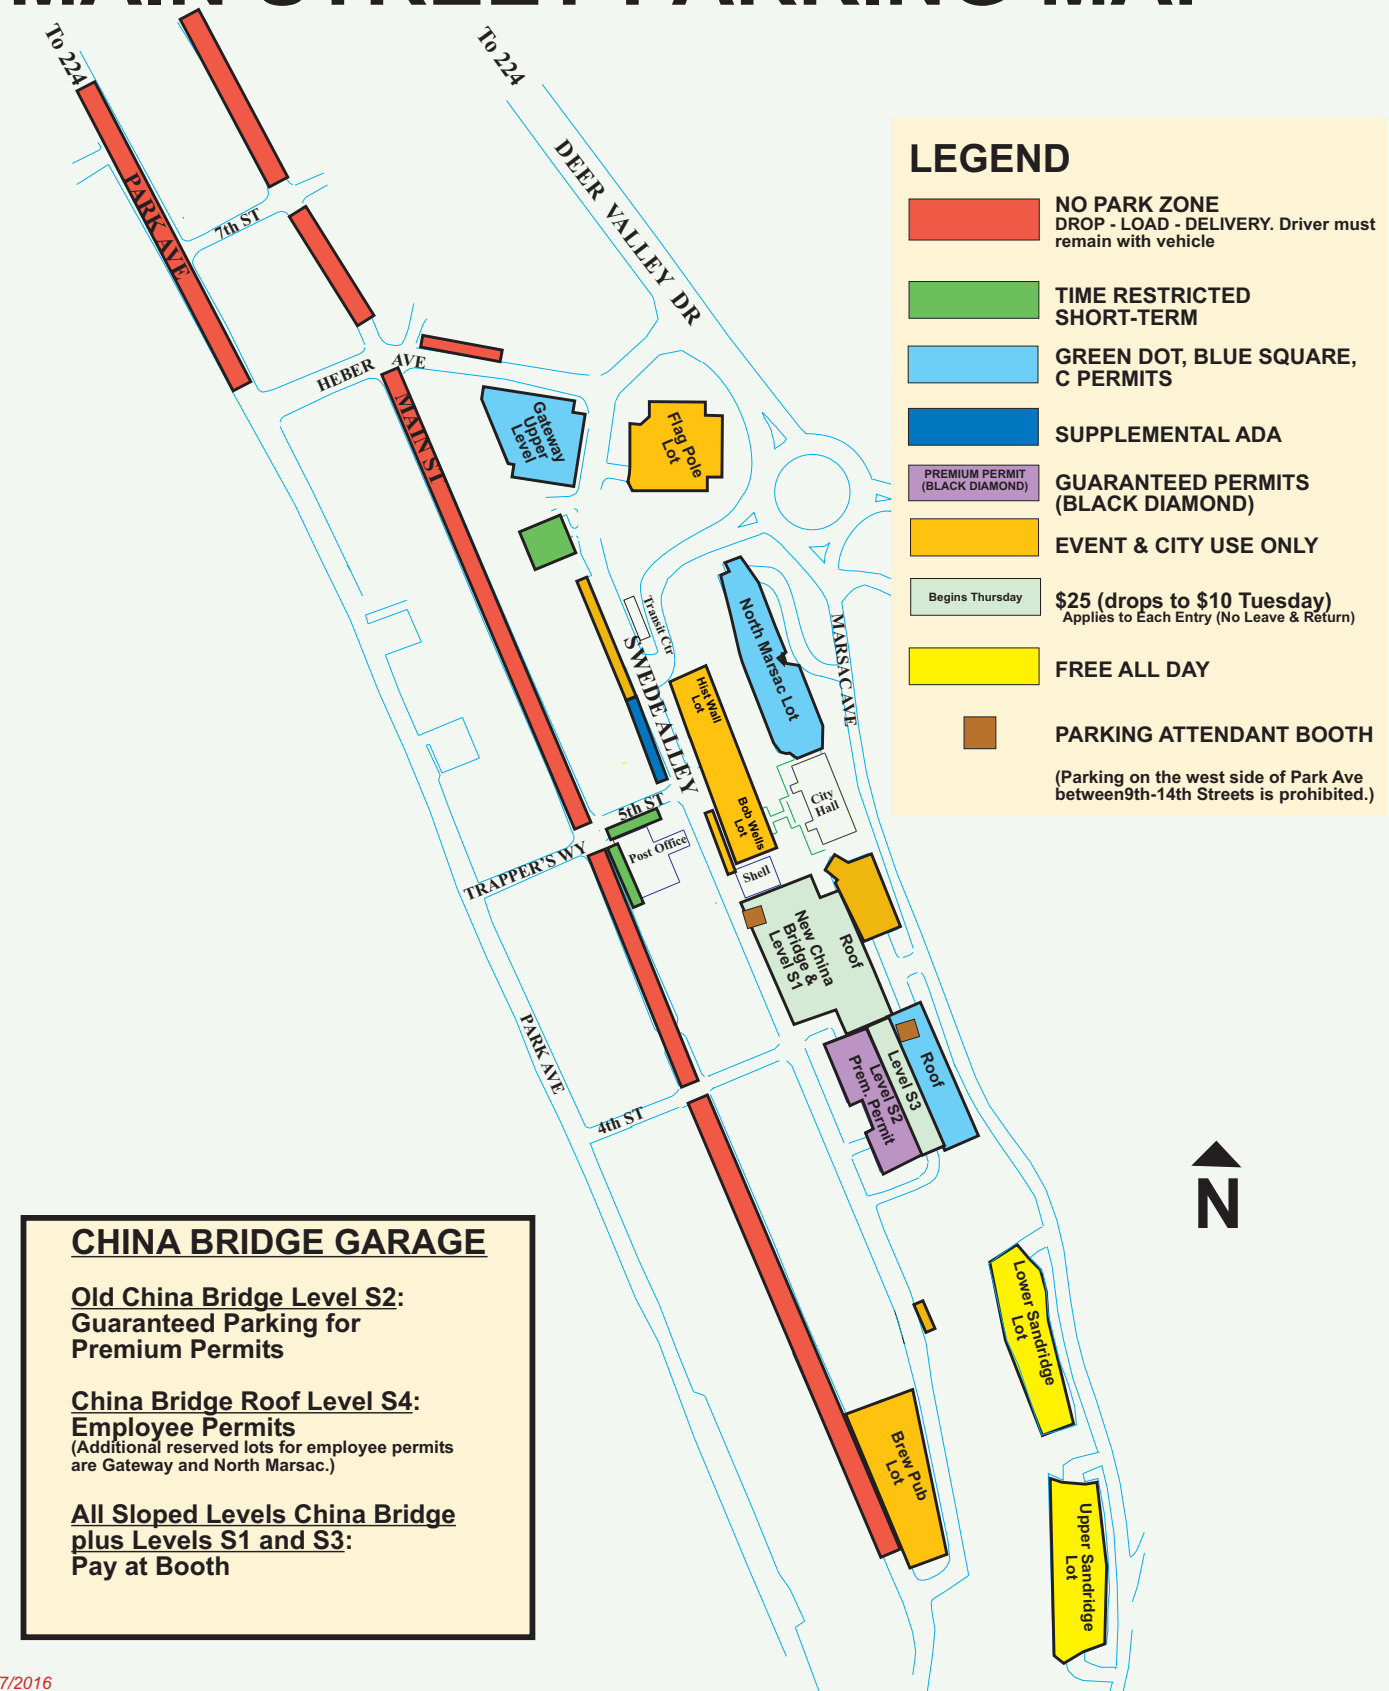 MAIN STREET PARKING MAP
To 224
To 224
DEER VALLEY DR
PARK AVE
7th ST
HEBER AVE
MAIN ST
Gateway
Upper
Level
Flag Pole
Lot
Transit Ctr
SWEDE ALLEY
North Marsac Lot
MARSAC AVE
Hist Wall
Lot
Bob Wells
Lot
City
Hall
5th ST
Post Office
TRAPPER'S WY
Shell
New China
Bridge &
Level S1
Roof
PARK AVE
4th ST
Level S2
Prem. Permit
Level S3
Roof
Lower Sandridge
Lot
Brew Pub
Lot
Upper Sandridge
Lot
N
LEGEND
NO PARK ZONE
DROP - LOAD - DELIVERY. Driver must
remain with vehicle
TIME RESTRICTED
SHORT-TERM
GREEN DOT, BLUE SQUARE,
C PERMITS
SUPPLEMENTAL ADA
PREMIUM PERMIT
(BLACK DIAMOND)
GUARANTEED PERMITS
(BLACK DIAMOND)
EVENT & CITY USE ONLY
Begins Thursday
$25 (drops to $10 Tuesday)
Applies to Each Entry (No Leave & Return)
FREE ALL DAY
PARKING ATTENDANT BOOTH
(Parking on the west side of Park Ave
between9th-14th Streets is prohibited.)
CHINA BRIDGE GARAGE
Old China Bridge Level S2:
Guaranteed Parking for
Premium Permits
China Bridge Roof Level S4:
Employee Permits
(Additional reserved lots for employee permits
are Gateway and North Marsac.)
All Sloped Levels China Bridge
plus Levels S1 and S3:
Pay at Booth
7/2016